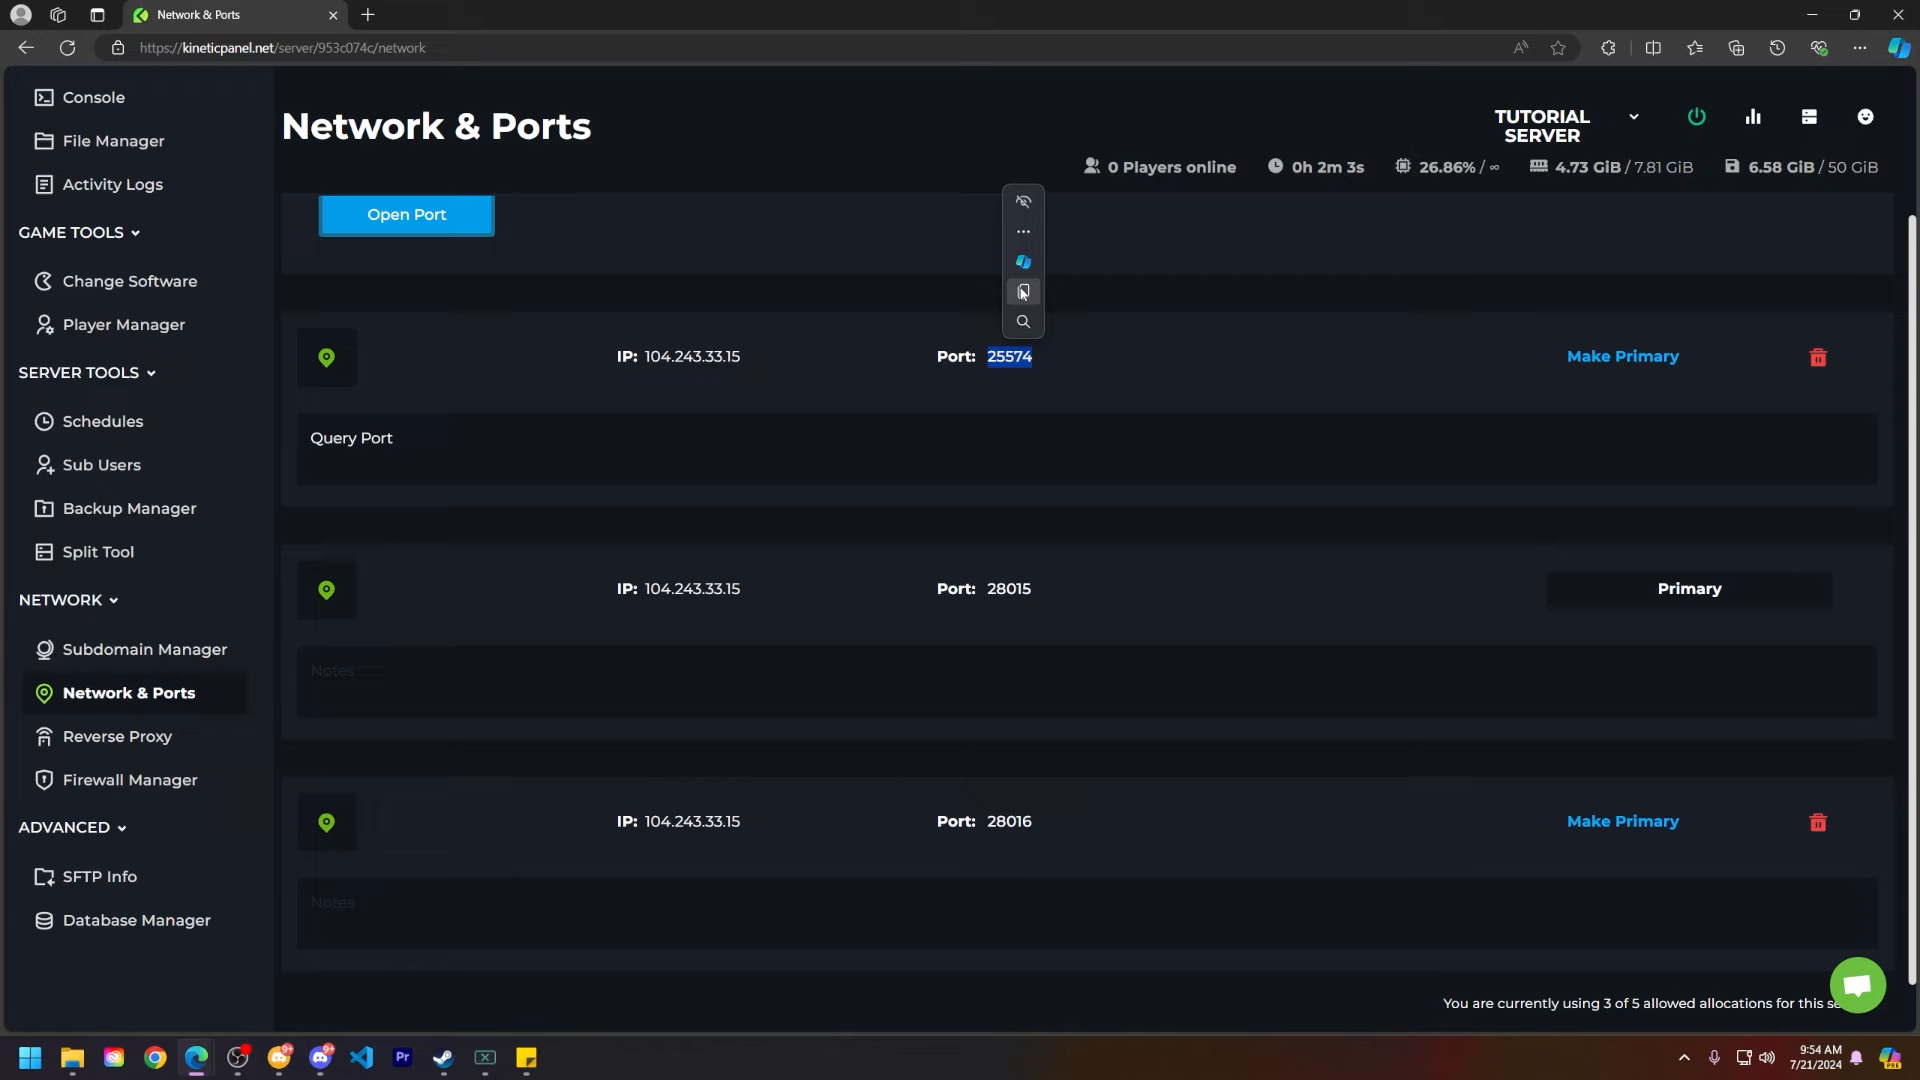 Network & Ports
https://kineticpanel.net/server/953c074c/network
Console
File Manager
Activity Logs
GAME TOOLS
Change Software
Player Manager
SERVER TOOLS
Schedules
Sub Users
Backup Manager
Split Tool
NETWORK
Subdomain Manager
Network & Ports
Reverse Proxy
Firewall Manager
ADVANCED
SFTP Info
Database Manager
Network & Ports
TUTORIAL
SERVER
0 Players online
0h 2m 3s
26.86% / ∞
4.73 GiB / 7.81 GiB
6.58 GiB / 50 GiB
Open Port
IP: 104.243.33.15 Port: 25574 Make Primary
Query Port
IP: 104.243.33.15 Port: 28015 Primary
Notes
IP: 104.243.33.15 Port: 28016 Make Primary
Notes
You are currently using 3 of 5 allowed allocations for this se
9+
9+
Pr
9:54 AM
7/21/2024
PRE